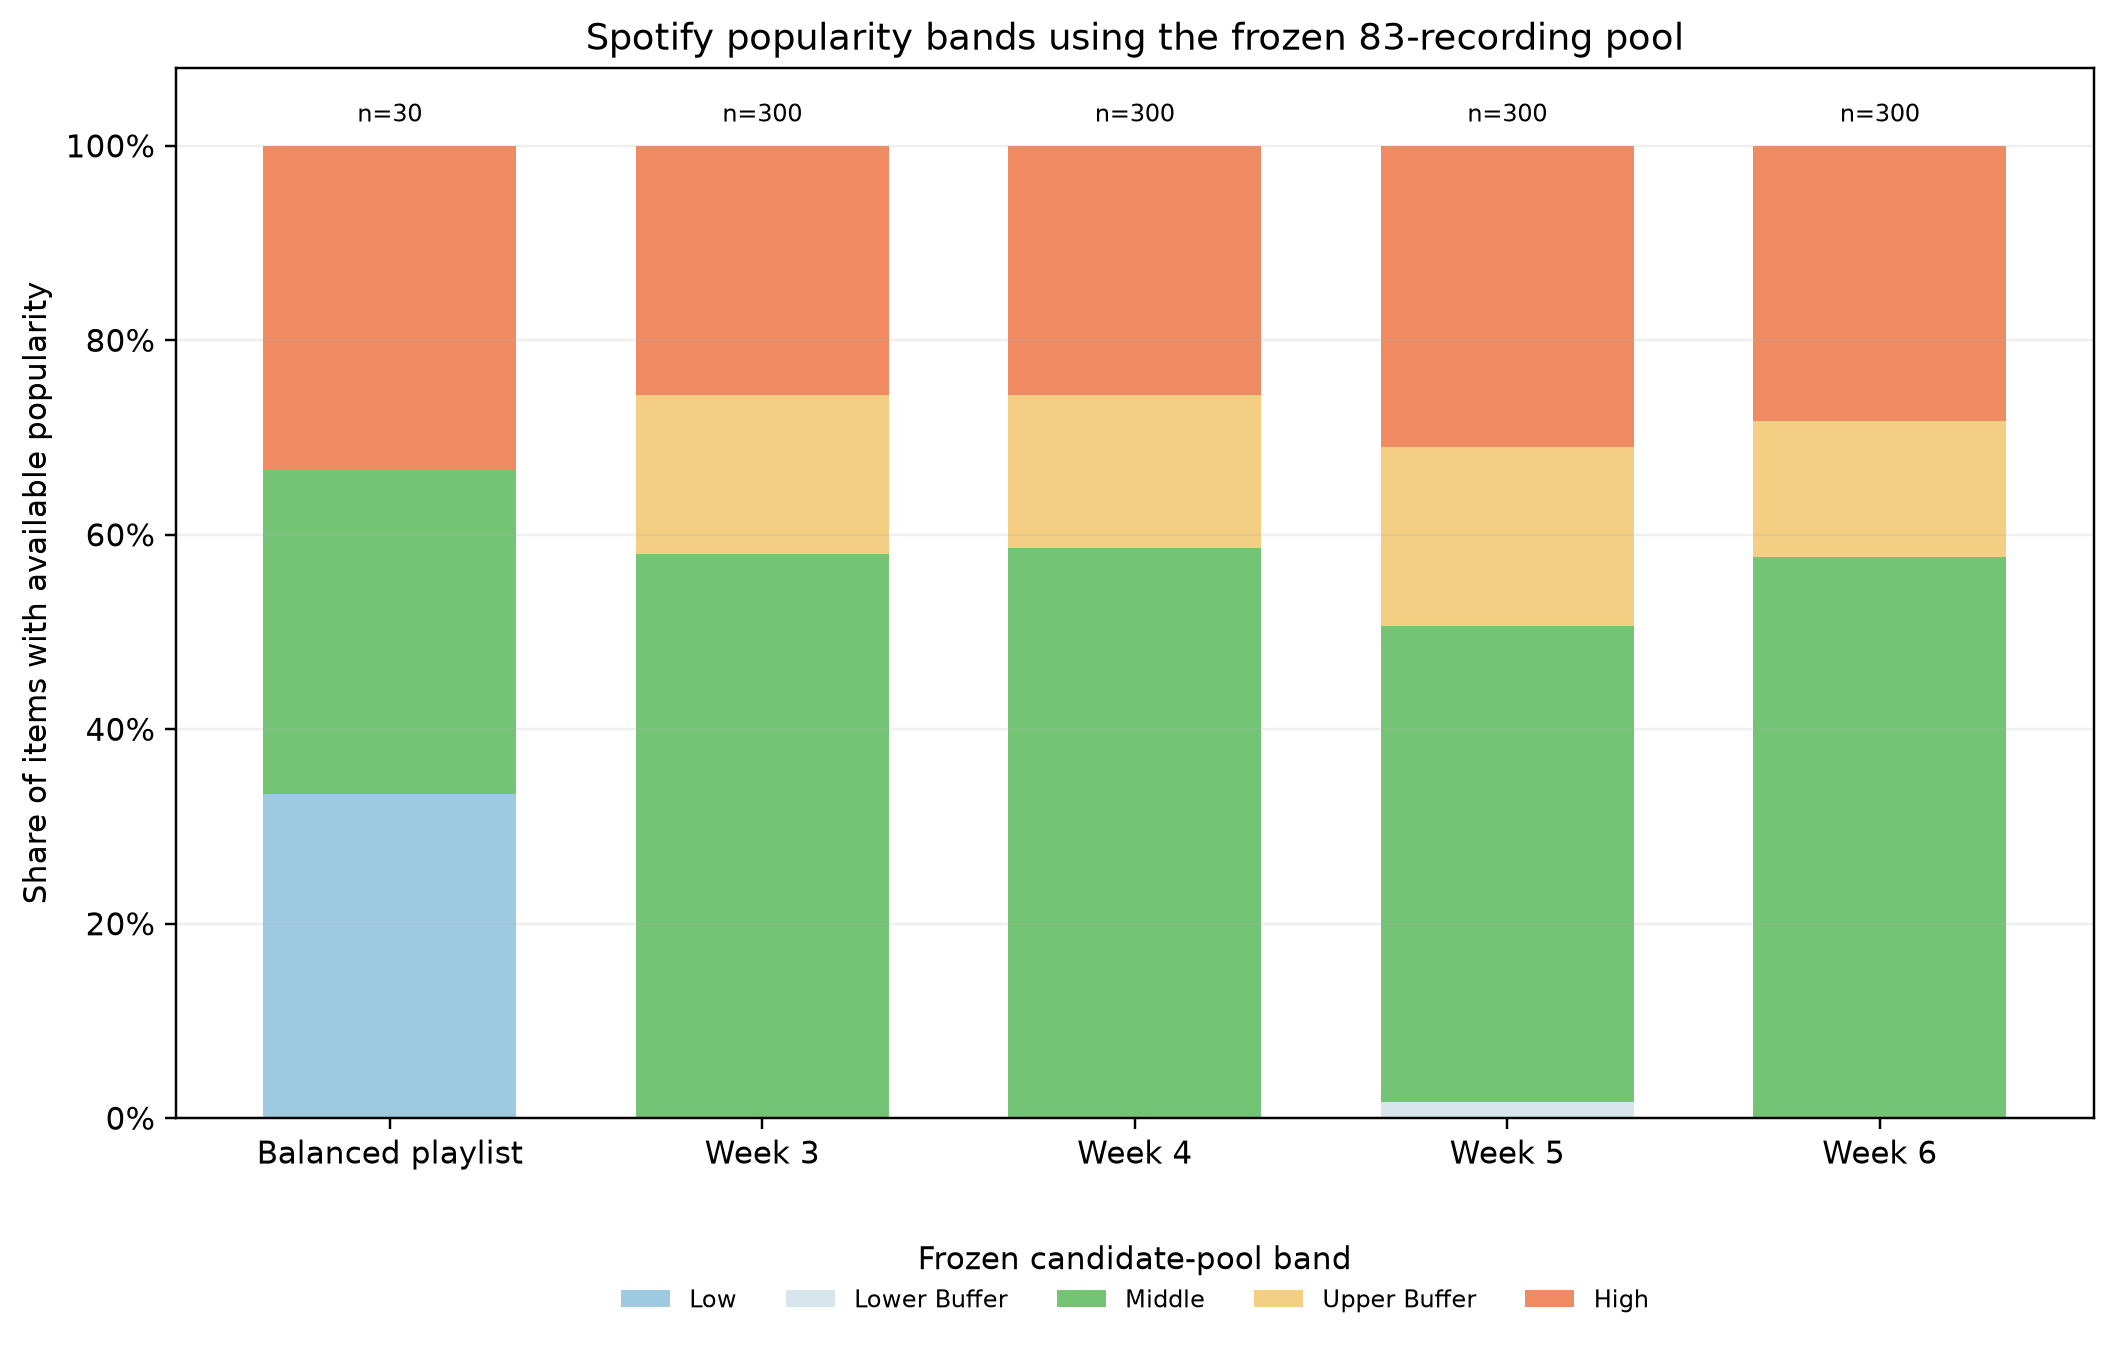 Spotify popularity bands using the frozen 83-recording pool
n=30 n=300 n=300 n=300 n=300
100%
80%
60%
40%
20%
0%
Share of items with available popularity
Balanced playlist Week 3 Week 4 Week 5 Week 6
Frozen candidate-pool band
Low Lower Buffer Middle Upper Buffer High